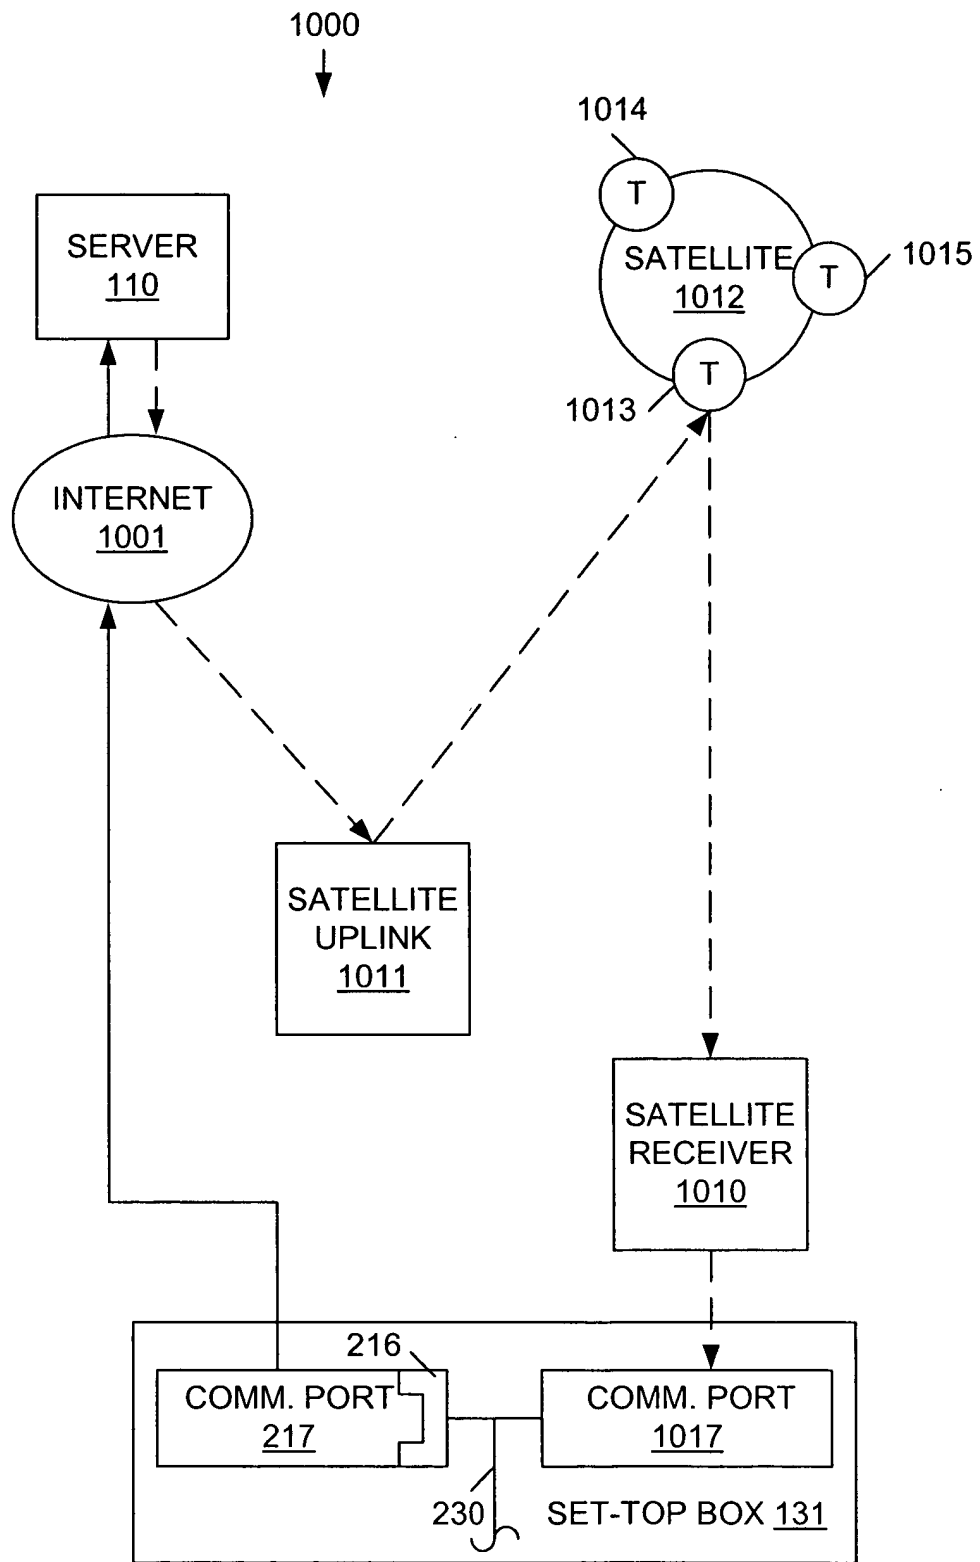 1000
1014
T
SERVER
110
SATELLITE
1012
T
1015
T
1013
INTERNET
1001
SATELLITE
UPLINK
1011
SATELLITE
RECEIVER
1010
216
COMM. PORT
217
COMM. PORT
1017
230
SET-TOP BOX 131